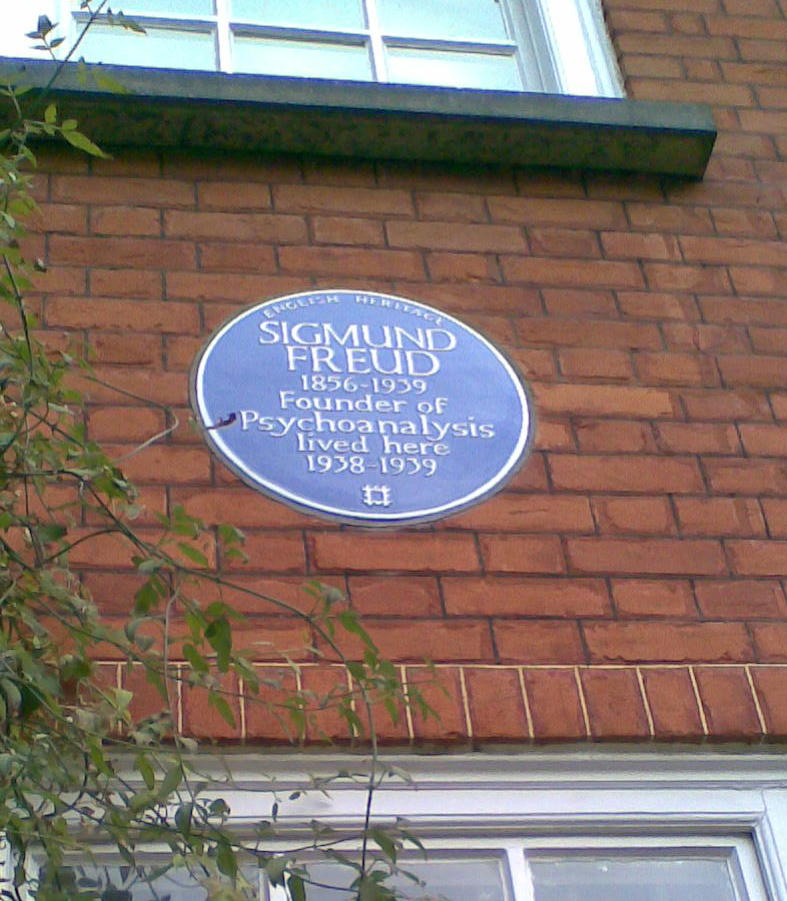 ENGLISH HERITAGE
SIGMUND
FREUD
1856-1939
Founder of
Psychoanalysis
lived here
1938-1939